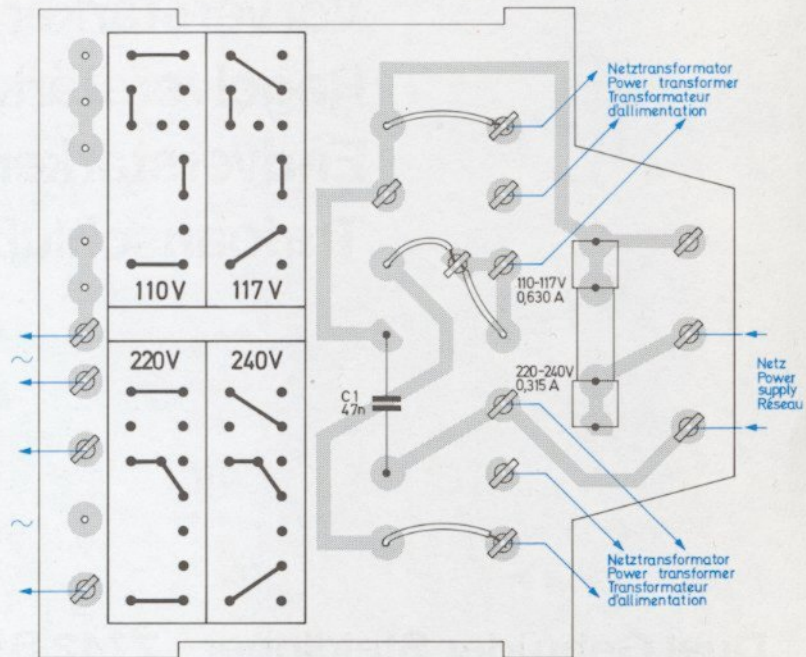 Netztransformator
Power transformer
Transformateur
d'allimentation
110V
117V
110-117V
0,630 A
220V
240V
220-240V
0,315 A
C1
47n
Netz
Power
supply
Réseau
~
~
Netztransformator
Power transformer
Transformateur
d'allimentation